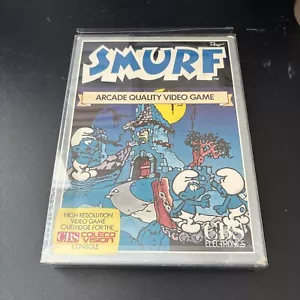 SMURF
ARCADE QUALITY VIDEO GAME
HIGH RESOLUTION
VIDEO GAME
CARTRIDGE FOR THE
CBS COLECO
VISION
CONSOLE
CBS
ELECTRONICS